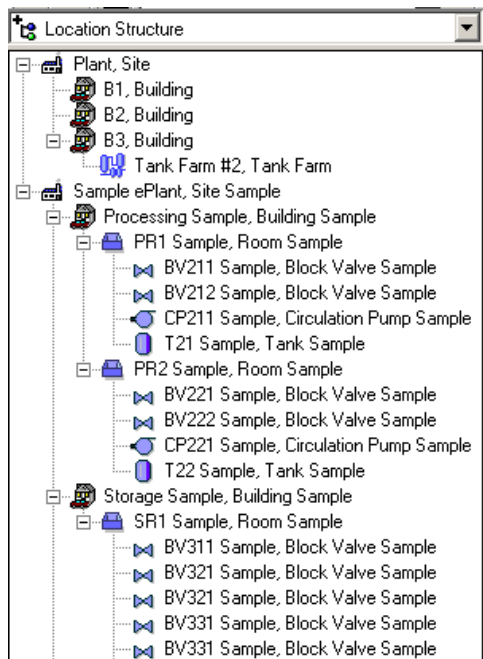 Location Structure
Plant, Site
B1, Building
B2, Building
B3, Building
Tank Farm #2, Tank Farm
Sample ePlant, Site Sample
Processing Sample, Building Sample
PR1 Sample, Room Sample
BV211 Sample, Block Valve Sample
BV212 Sample, Block Valve Sample
CP211 Sample, Circulation Pump Sample
T21 Sample, Tank Sample
PR2 Sample, Room Sample
BV221 Sample, Block Valve Sample
BV222 Sample, Block Valve Sample
CP221 Sample, Circulation Pump Sample
T22 Sample, Tank Sample
Storage Sample, Building Sample
SR1 Sample, Room Sample
BV311 Sample, Block Valve Sample
BV321 Sample, Block Valve Sample
BV321 Sample, Block Valve Sample
BV331 Sample, Block Valve Sample
BV331 Sample, Block Valve Sample